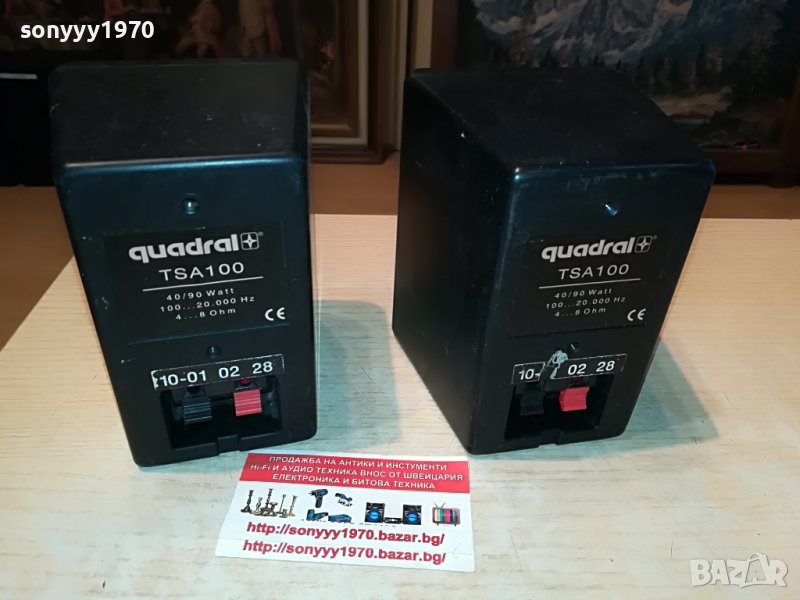 sonyyy1970
quadral
TSA100
40/90 Watt
100...20.000 Hz
4...8 Ohm
CE
10-01 02 28
quadral
TSA100
40/90 Watt
100...20.000 Hz
4...8 Ohm
CE
10- 02 28
ПРОДАЖБА НА АНТИКИ И ИНСТУМЕНТИ
Hi-Fi И АУДИО ТЕХНИКА ВНОС ОТ ШВЕЙЦАРИЯ
ЕЛЕКТРОНИКА И БИТОВА ТЕХНИКА
http://sonyyy1970.bazar.bg/
http://sonyyy1970.bazar.bg/
BAZAR